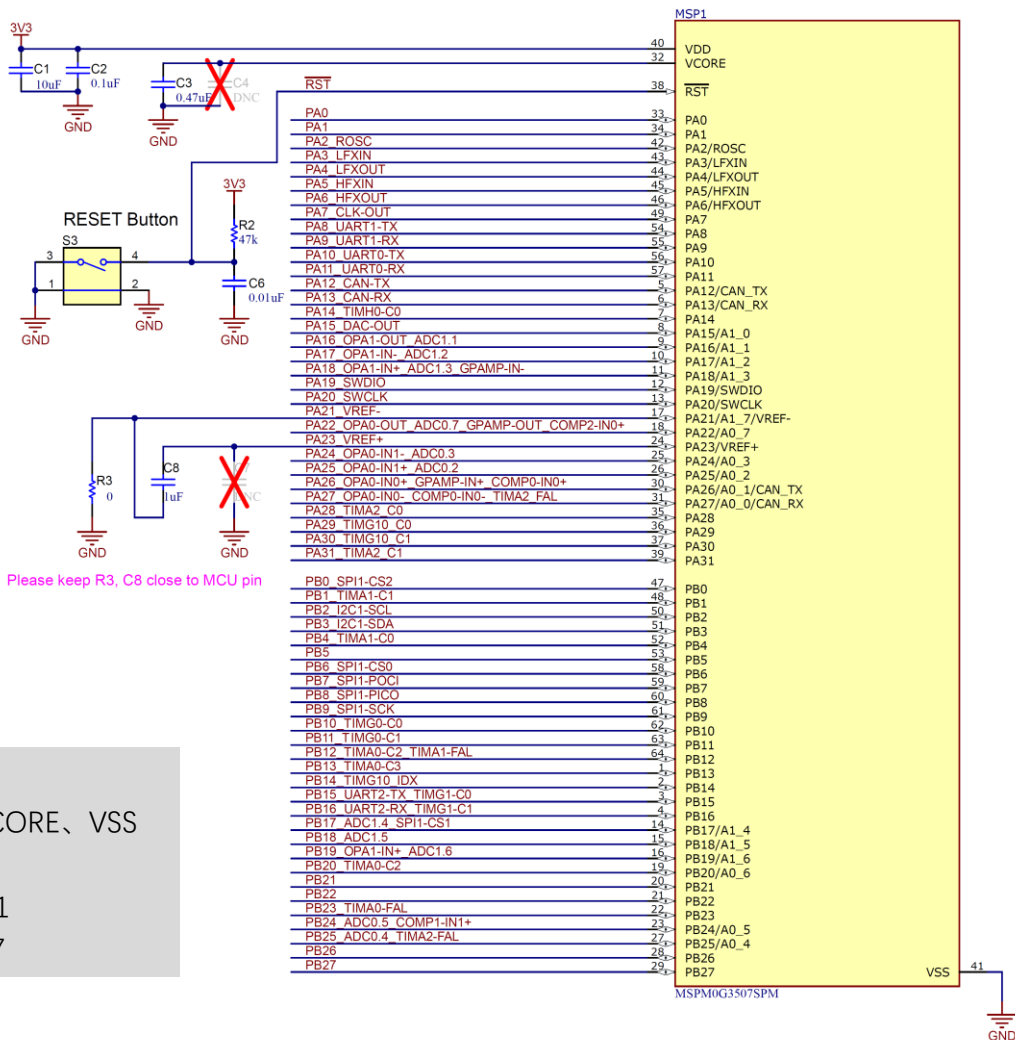 MSP1
3V3
40 VDD
32 VCORE
C1
10uF
C2
0.1uF
GND
C3
0.47uF
C4
DNC
GND
RST 38 RST
PA0 33 PA0
PA1 34 PA1
PA2_ROSC 42 PA2/ROSC
PA3_LFXIN 43 PA3/LFXIN
PA4_LFXOUT 44 PA4/LFXOUT
PA5_HFXIN 45 PA5/HFXIN
PA6_HFXOUT 46 PA6/HFXOUT
PA7_CLK-OUT 49 PA7
PA8_UART1-TX 54 PA8
PA9_UART1-RX 55 PA9
PA10_UART0-TX 56 PA10
PA11_UART0-RX 57 PA11
PA12_CAN-TX 5 PA12/CAN_TX
PA13_CAN-RX 6 PA13/CAN_RX
PA14_TIMH0-C0 7 PA14
PA15_DAC-OUT 8 PA15/A1_0
PA16_OPA1-OUT_ADC1.1 9 PA16/A1_1
PA17_OPA1-IN-_ADC1.2 10 PA17/A1_2
PA18_OPA1-IN+_ADC1.3_GPAMP-IN- 11 PA18/A1_3
PA19_SWDIO 12 PA19/SWDIO
PA20_SWCLK 13 PA20/SWCLK
PA21_VREF- 17 PA21/A1_7/VREF-
PA22_OPA0-OUT_ADC0.7_GPAMP-OUT_COMP2-IN0+ 18 PA22/A0_7
PA23_VREF+ 24 PA23/VREF+
PA24_OPA0-IN1-_ADC0.3 25 PA24/A0_3
PA25_OPA0-IN1+_ADC0.2 26 PA25/A0_2
PA26_OPA0-IN0+_GPAMP-IN+_COMP0-IN0+ 30 PA26/A0_1/CAN_TX
PA27_OPA0-IN0-_COMP0-IN0-_TIMA2_FAL 31 PA27/A0_0/CAN_RX
PA28_TIMA2_C0 35 PA28
PA29_TIMG10_C0 36 PA29
PA30_TIMG10_C1 37 PA30
PA31_TIMA2_C1 39 PA31
3V3
RESET Button
S3
3 4
1 2
R2
47k
C6
0.01uF
GND
GND
GND
R3
0
C8
1uF
NC
GND
GND
Please keep R3, C8 close to MCU pin
PB0_SPI1-CS2 47 PB0
PB1_TIMA1-C1 48 PB1
PB2_I2C1-SCL 50 PB2
PB3_I2C1-SDA 51 PB3
PB4_TIMA1-C0 52 PB4
PB5 53 PB5
PB6_SPI1-CS0 58 PB6
PB7_SPI1-POCI 59 PB7
PB8_SPI1-PICO 60 PB8
PB9_SPI1-SCK 61 PB9
PB10_TIMG0-C0 62 PB10
PB11_TIMG0-C1 63 PB11
PB12_TIMA0-C2_TIMA1-FAL 64 PB12
PB13_TIMA0-C3 1 PB13
PB14_TIMG10_IDX 2 PB14
PB15_UART2-TX_TIMG1-C0 3 PB15
PB16_UART2-RX_TIMG1-C1 4 PB16
PB17_ADC1.4_SPI1-CS1 14 PB17/A1_4
PB18_ADC1.5 15 PB18/A1_5
PB19_OPA1-IN+_ADC1.6 16 PB19/A1_6
PB20_TIMA0-C2 19 PB20/A0_6
PB21 20 PB21
PB22 21 PB22
PB23_TIMA0-FAL 22 PB23
PB24_ADC0.5_COMP1-IN1+ 23 PB24/A0_5
PB25_ADC0.4_TIMA2-FAL 27 PB25/A0_4
PB26 28 PB26
PB27 29 PB27
VSS 41
MSPM0G3507SPM
GND
CORE、VSS
1
7